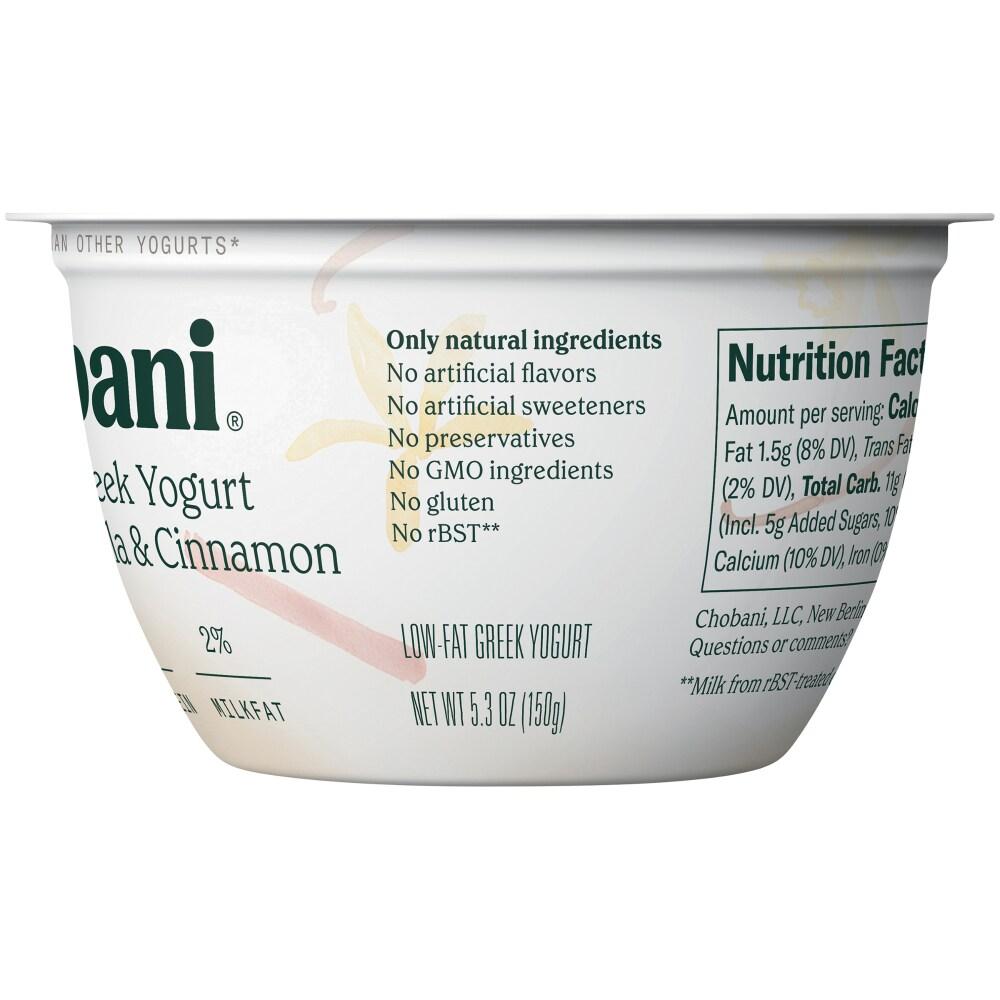 AN OTHER YOGURTS*
bani®
eek Yogurt
la & Cinnamon
2%
MILKFAT
Only natural ingredients
No artificial flavors
No artificial sweeteners
No preservatives
No GMO ingredients
No gluten
No rBST**
LOW-FAT GREEK YOGURT
NET WT 5.3 OZ (150g)
Nutrition Fact
Amount per serving: Calo
Fat 1.5g (8% DV), Trans Fat
(2% DV), Total Carb. 11g
(Incl. 5g Added Sugars, 10
Calcium (10% DV), Iron (0%
Chobani, LLC, New Berlin
Questions or comments?
**Milk from rBST-treated